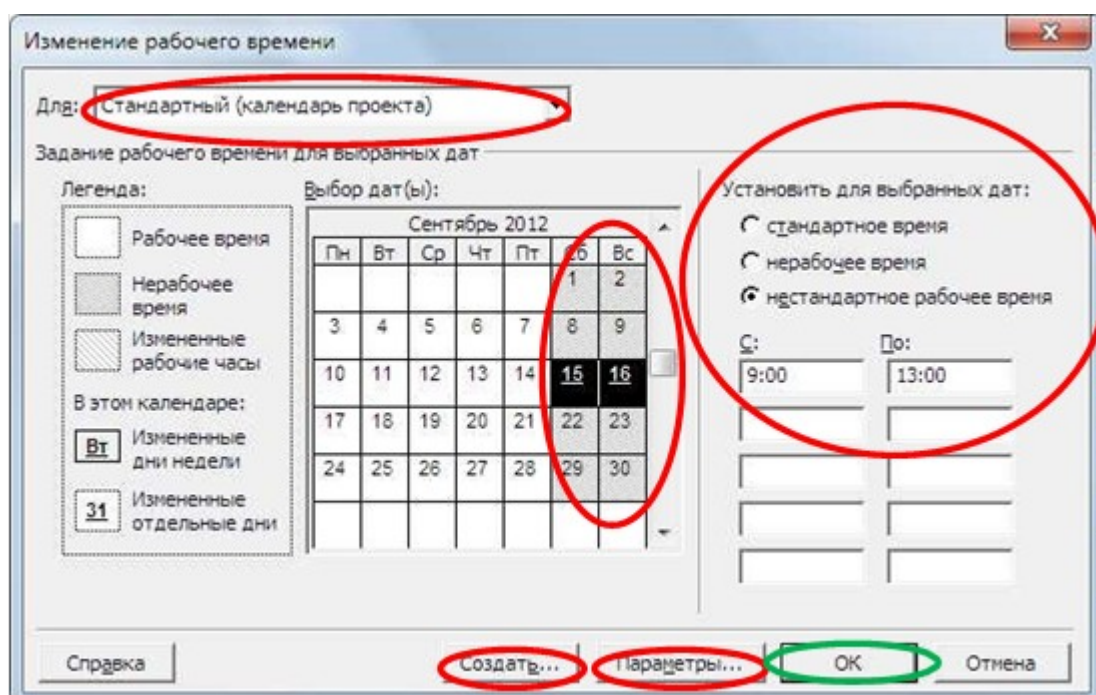 Изменение рабочего времени
Для: Стандартный (календарь проекта)
Задание рабочего времени для выбранных дат
Легенда:
Рабочее время
Нерабочее
время
Измененные
рабочие часы
В этом календаре:
Вт Измененные
дни недели
31 Измененные
отдельные дни
Выбор дат(ы):
Сентябрь 2012
Пн Вт Ср Чт Пт Сб Вс
1 2
3 4 5 6 7 8 9
10 11 12 13 14 15 16
17 18 19 20 21 22 23
24 25 26 27 28 29 30
Установить для выбранных дат:
стандартное время
нерабочее время
нестандартное рабочее время
С: По:
9:00 13:00
Справка Создать... Параметры... ОК Отмена